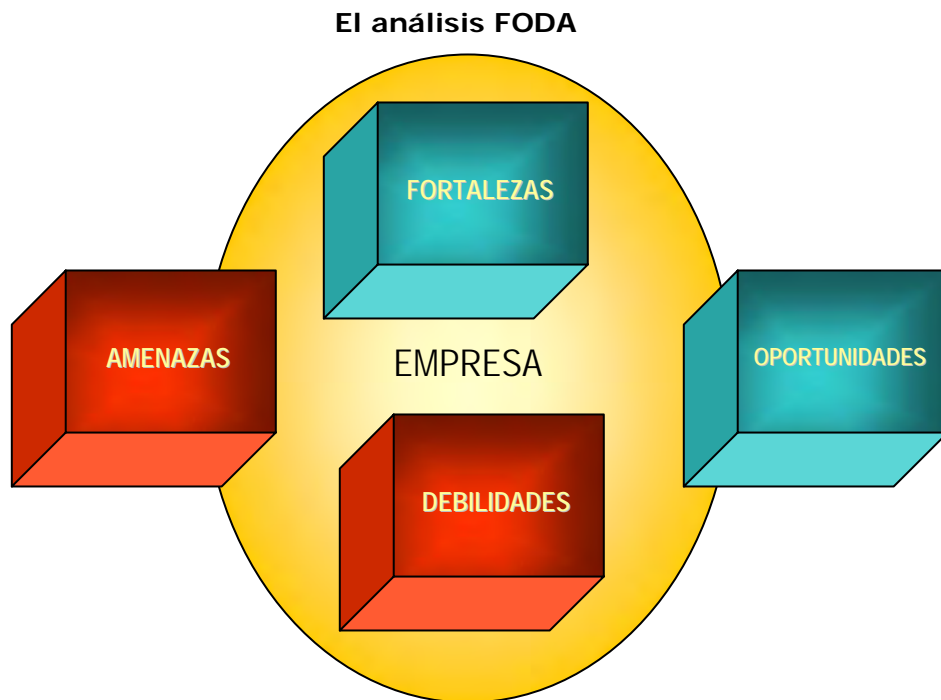 El análisis FODA
FORTALEZAS
AMENAZAS
EMPRESA
OPORTUNIDADES
DEBILIDADES